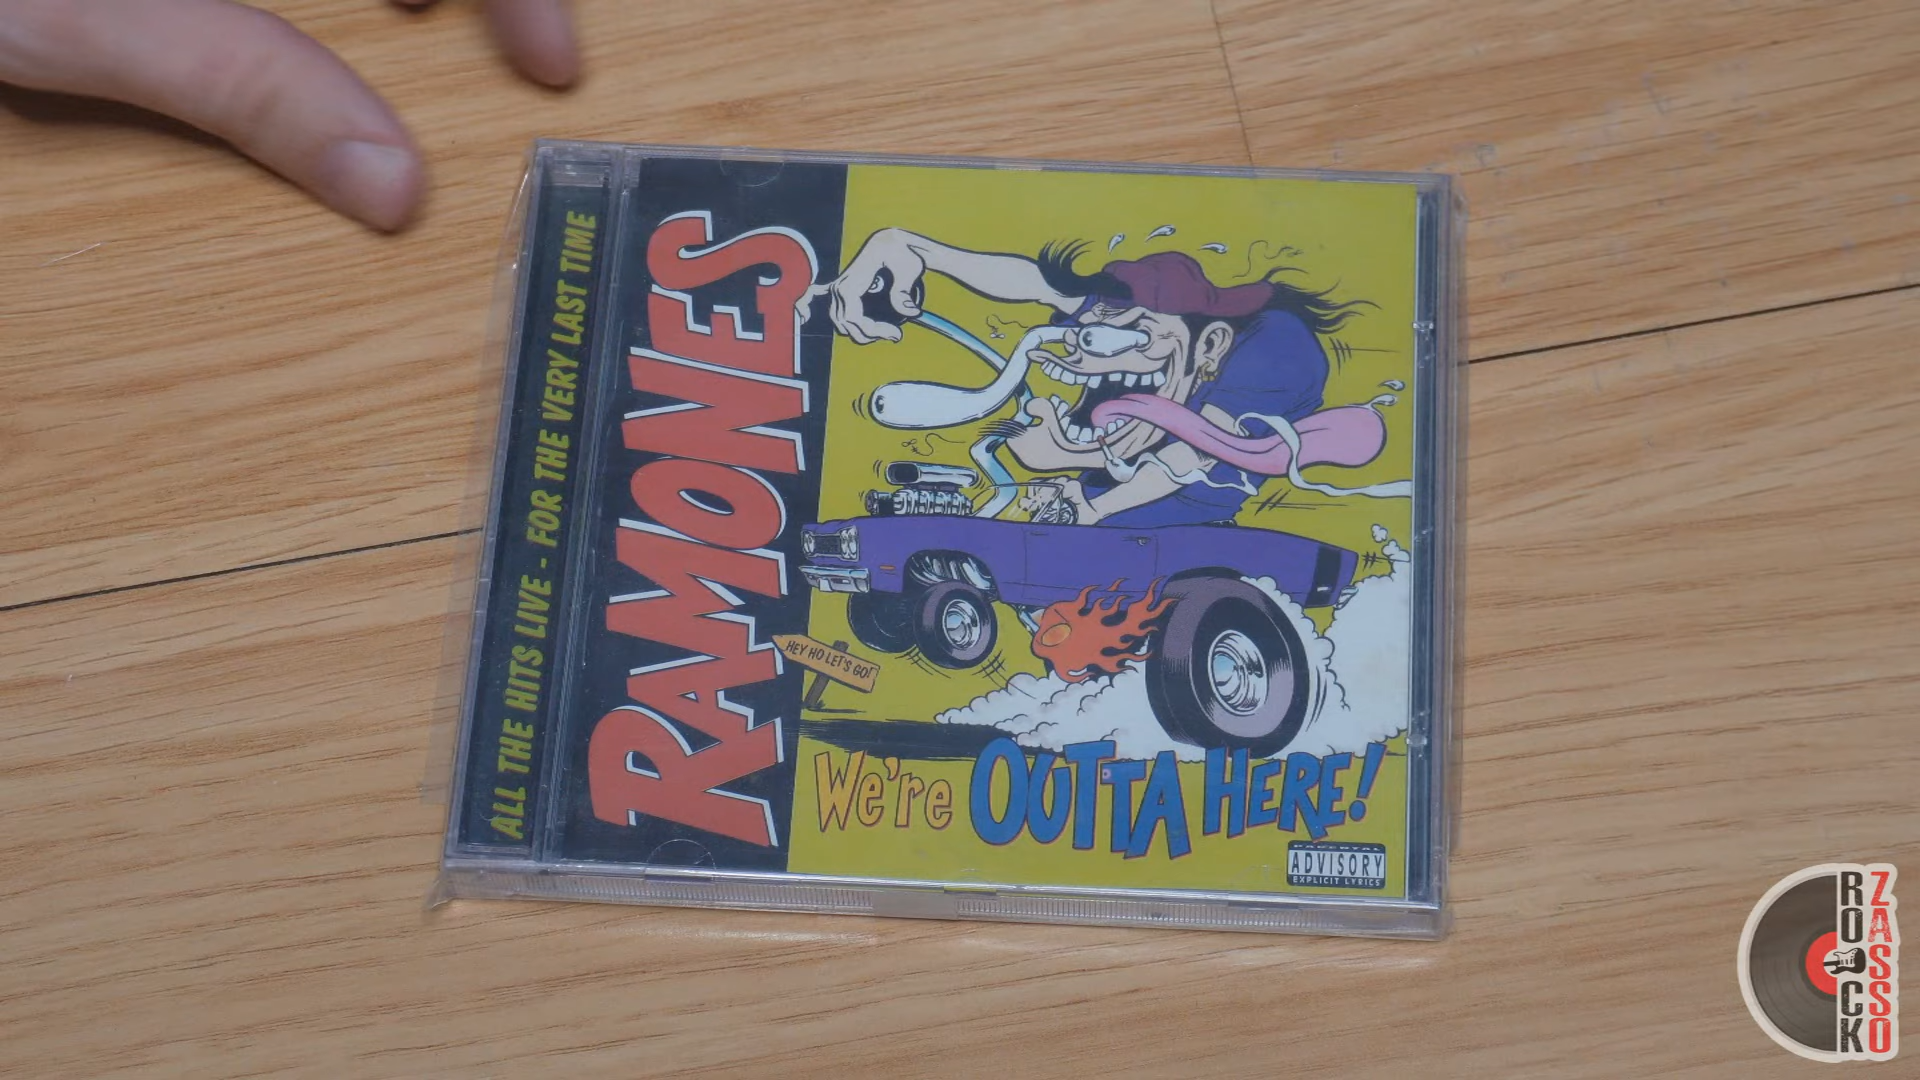 ALL THE HITS LIVE - FOR THE VERY LAST TIME
RAMONES
HEY HO LET'S GO!
We're OUTTA HERE!
PARENTAL
ADVISORY
EXPLICIT LYRICS
ROCK
ZASSO